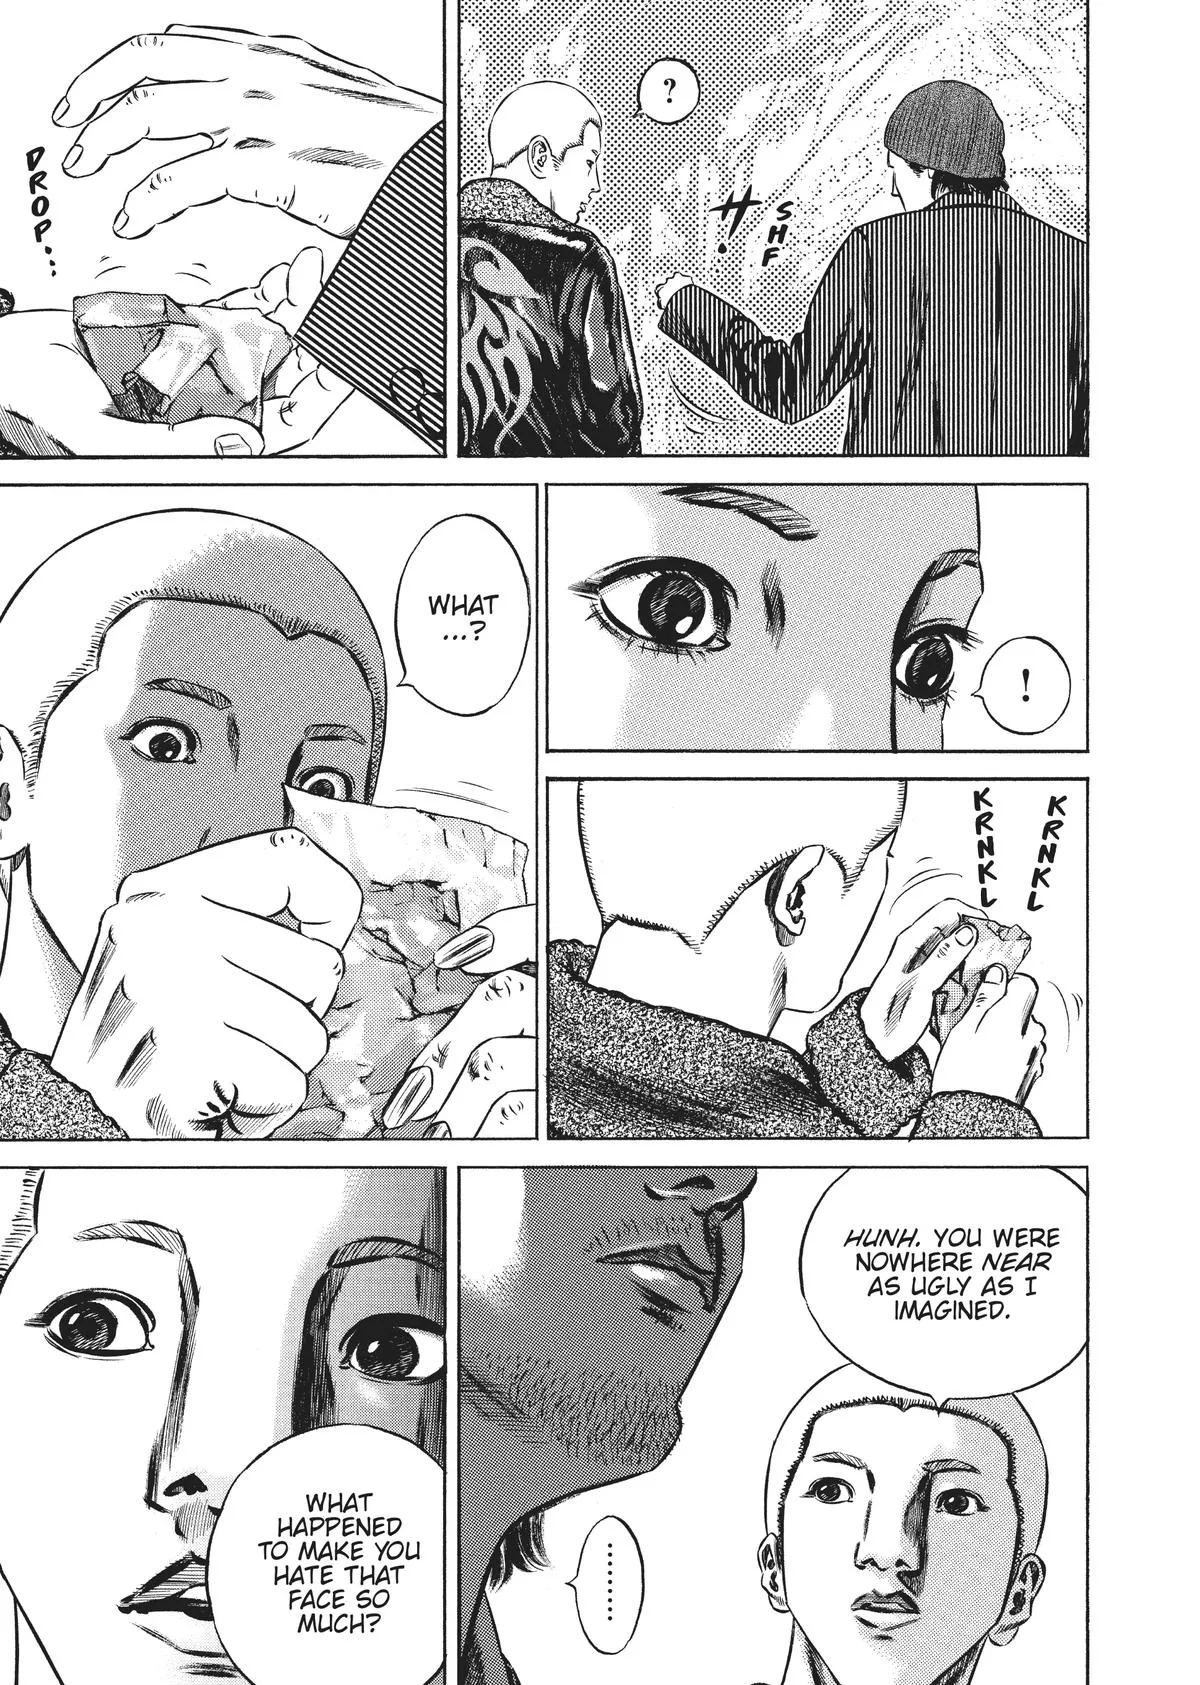 ?
SHF
DROP...
!
WHAT
...?
KRNKL
KRNKL
HUNH. YOU WERE
NOWHERE NEAR
AS UGLY AS I
IMAGINED.
.........
WHAT
HAPPENED
TO MAKE YOU
HATE THAT
FACE SO
MUCH?